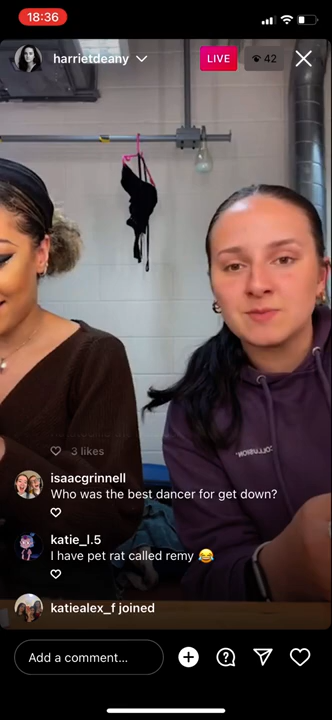 18:36
harrietdeany
LIVE
42
3 likes
isaacgrinnell
Who was the best dancer for get down?
katie_l.5
I have pet rat called remy 😂
katiealex_f joined
Add a comment...
COLLUSION.